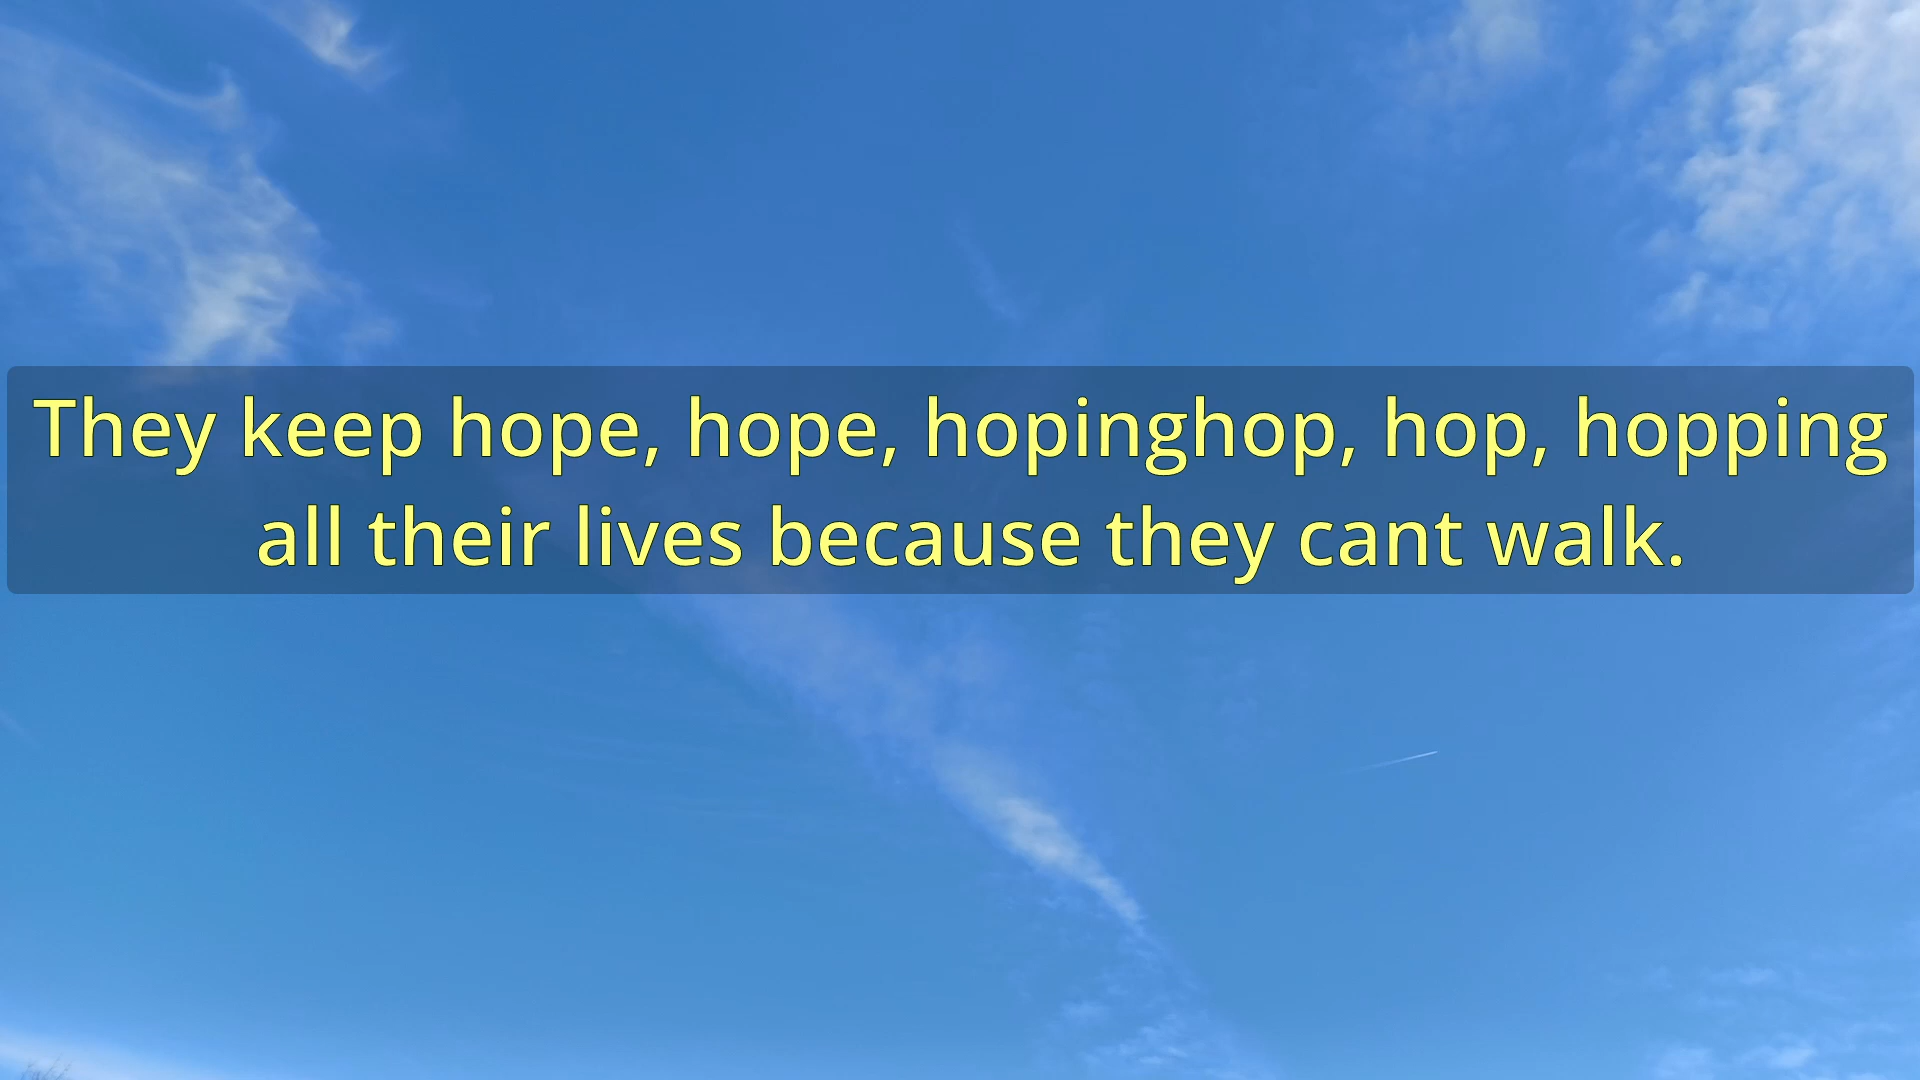 They keep hope, hope, hopinghop, hop, hopping
all their lives because they cant walk.